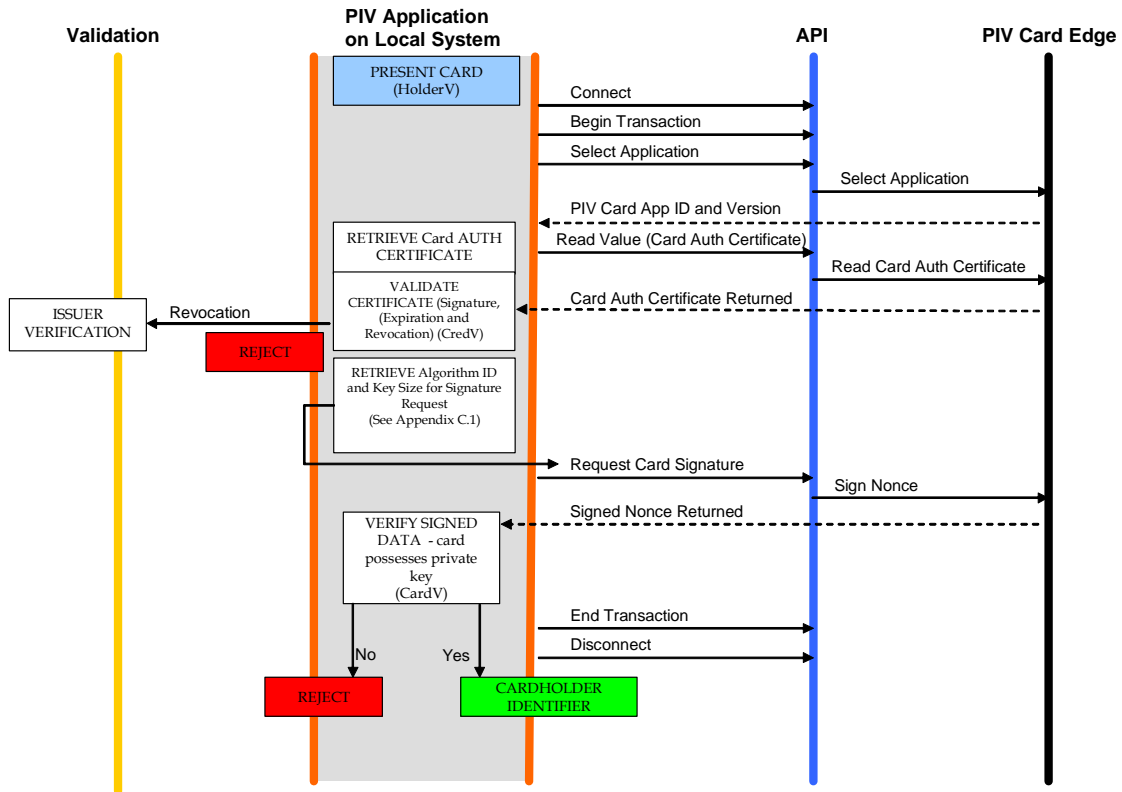 Validation
PIV Application
on Local System
API
PIV Card Edge
PRESENT CARD
(HolderV)
Connect
Begin Transaction
Select Application
Select Application
PIV Card App ID and Version
RETRIEVE Card AUTH
CERTIFICATE
Read Value (Card Auth Certificate)
Read Card Auth Certificate
VALIDATE
CERTIFICATE (Signature,
(Expiration and
Revocation) (CredV)
Card Auth Certificate Returned
ISSUER
VERIFICATION
Revocation
REJECT
RETRIEVE Algorithm ID
and Key Size for Signature
Request
(See Appendix C.1)
Request Card Signature
Sign Nonce
Signed Nonce Returned
VERIFY SIGNED
DATA - card
possesses private
key
(CardV)
End Transaction
Disconnect
No
Yes
REJECT
CARDHOLDER
IDENTIFIER